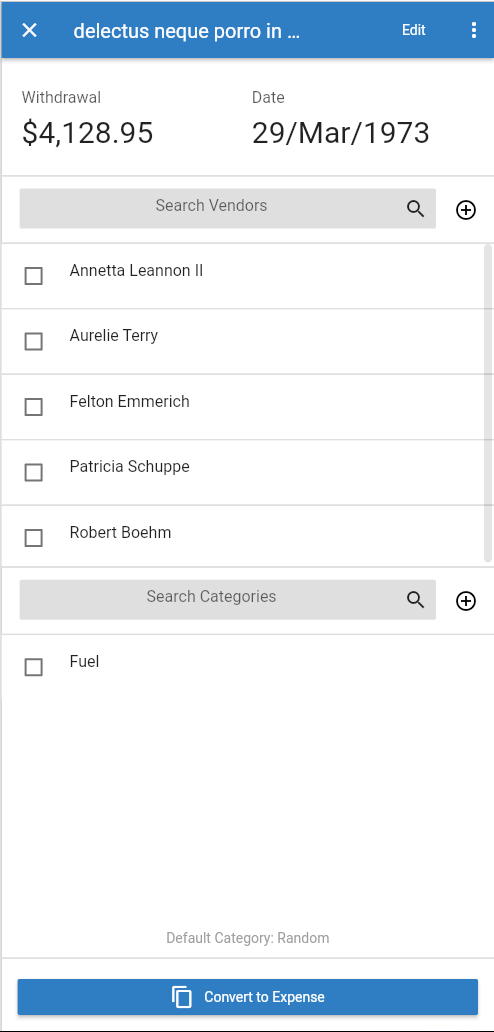 delectus neque porro in ... Edit
Withdrawal Date
$4,128.95 29/Mar/1973
Search Vendors
Annetta Leannon II
Aurelie Terry
Felton Emmerich
Patricia Schuppe
Robert Boehm
Search Categories
Fuel
Default Category: Random
Convert to Expense